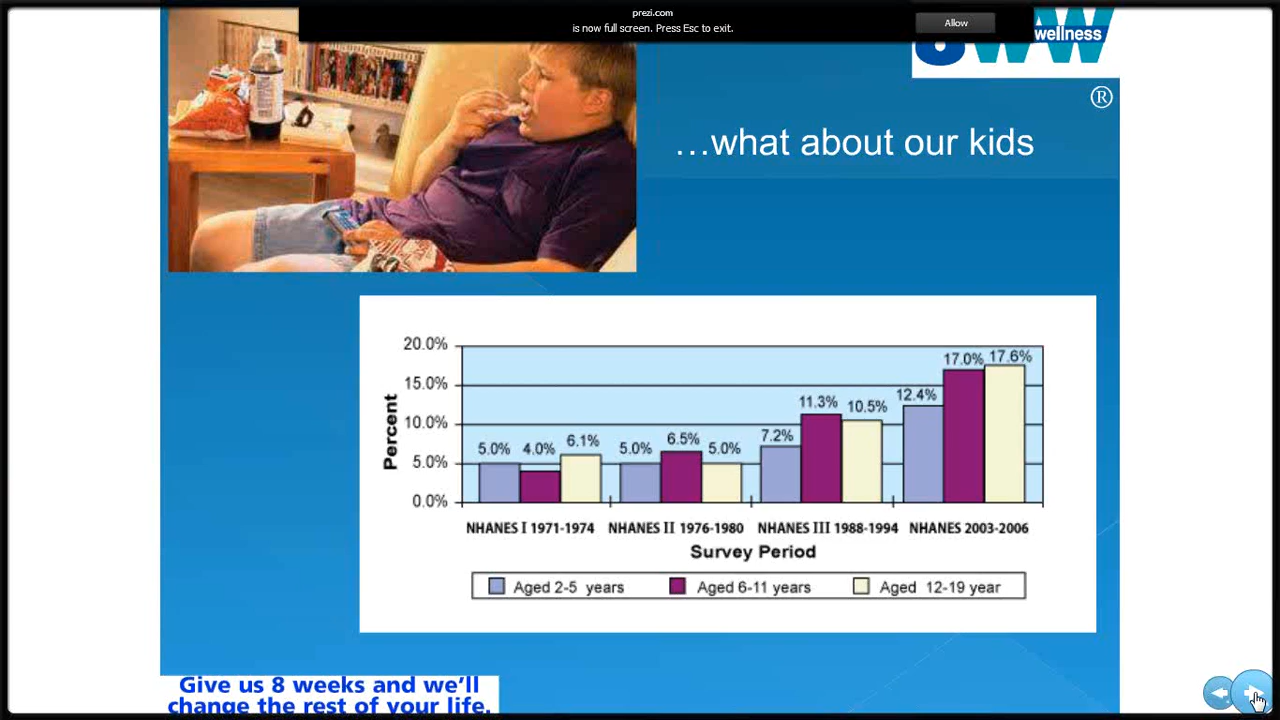 prezi.com
is now full screen. Press Esc to exit.
Allow
8WW
wellness
®
…what about our kids
20.0%
15.0%
10.0%
5.0%
0.0%
Percent
5.0% 4.0% 6.1%
5.0% 6.5% 5.0%
7.2% 11.3% 10.5%
12.4% 17.0% 17.6%
NHANES I 1971-1974 NHANES II 1976-1980 NHANES III 1988-1994 NHANES 2003-2006
Survey Period
Aged 2-5 years Aged 6-11 years Aged 12-19 year
Give us 8 weeks and we'll
change the rest of your life.